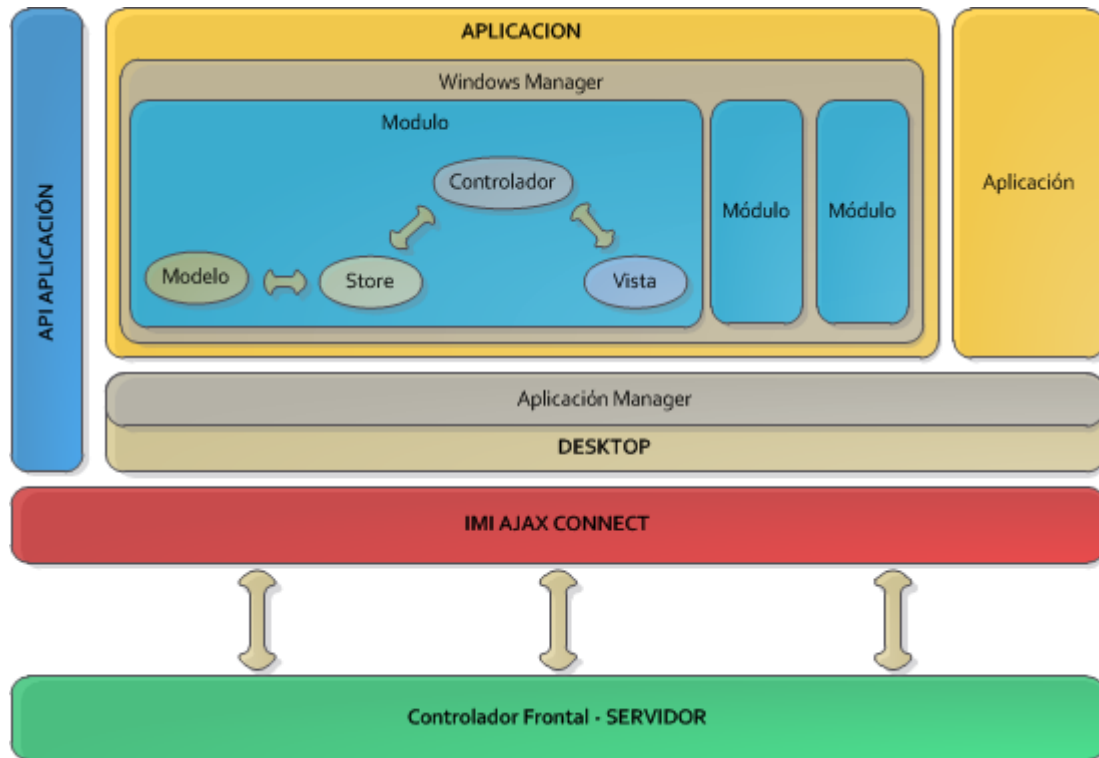 APLICACION
Windows Manager
Modulo
Controlador
Modelo
Store
Vista
Módulo
Módulo
Aplicación
API APLICACIÓN
Aplicación Manager
DESKTOP
IMI AJAX CONNECT
Controlador Frontal - SERVIDOR